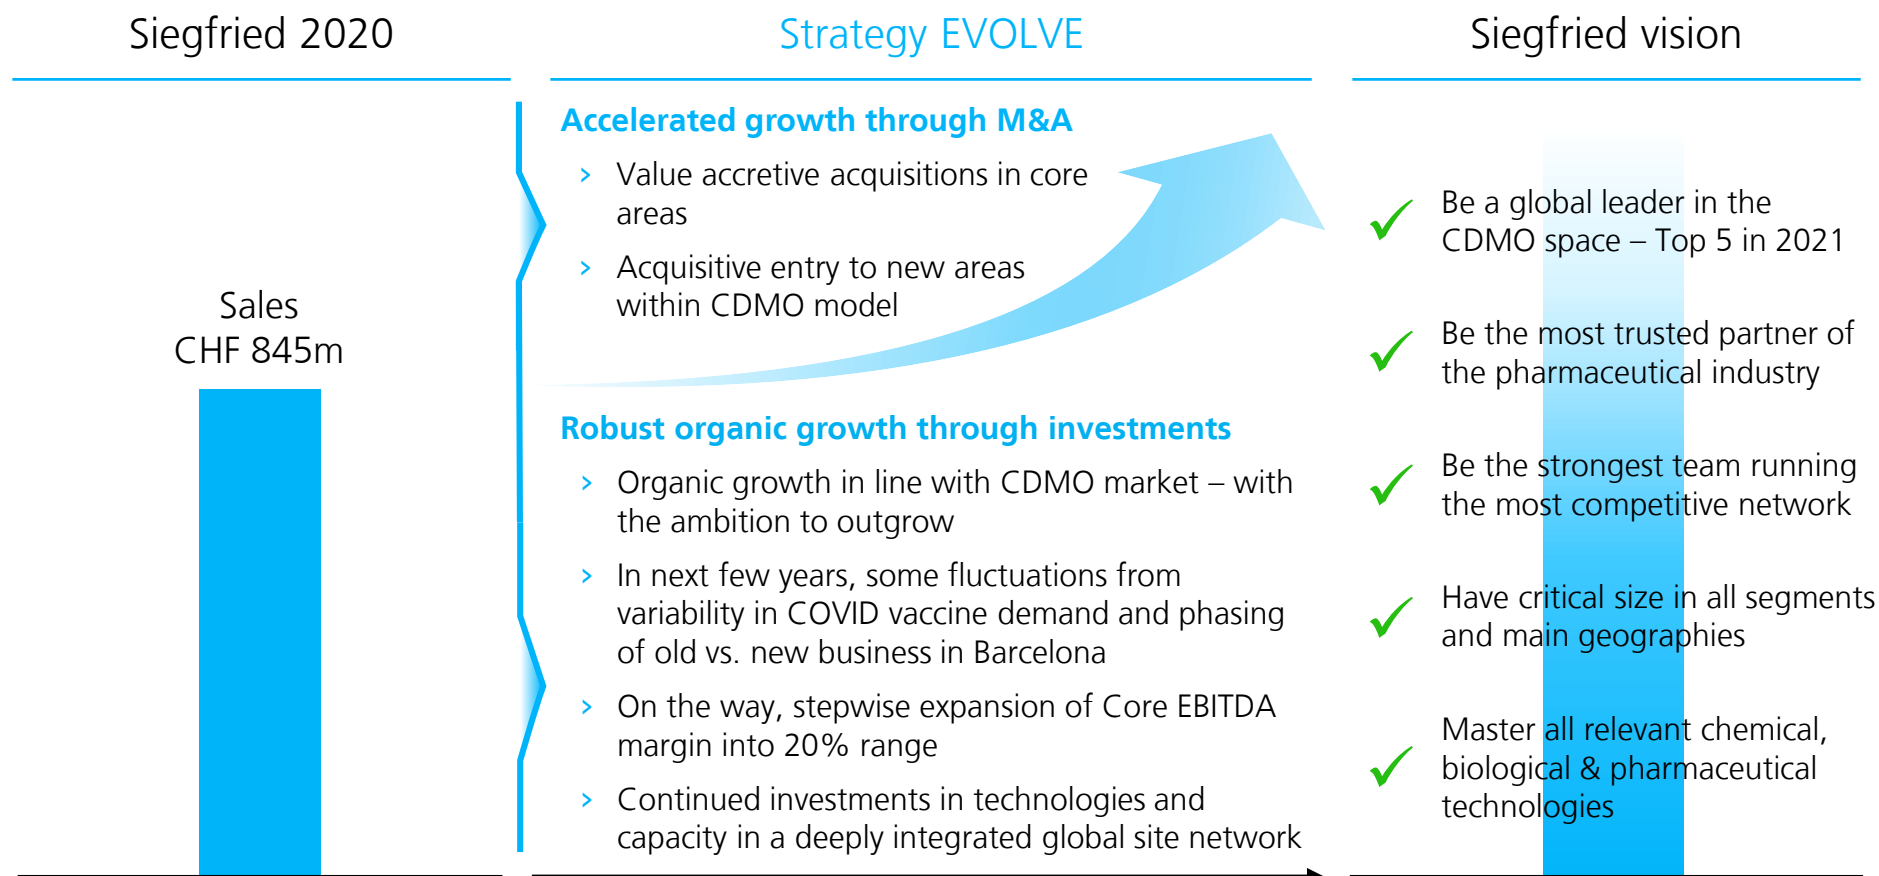 Siegfried 2020
Sales
CHF 845m
Strategy EVOLVE
Accelerated growth through M&A
› Value accretive acquisitions in core
areas
› Acquisitive entry to new areas
within CDMO model
Robust organic growth through investments
› Organic growth in line with CDMO market – with
the ambition to outgrow
› In next few years, some fluctuations from
variability in COVID vaccine demand and phasing
of old vs. new business in Barcelona
› On the way, stepwise expansion of Core EBITDA
margin into 20% range
› Continued investments in technologies and
capacity in a deeply integrated global site network
Siegfried vision
Be a global leader in the
CDMO space – Top 5 in 2021
Be the most trusted partner of
the pharmaceutical industry
Be the strongest team running
the most competitive network
Have critical size in all segments
and main geographies
Master all relevant chemical,
biological & pharmaceutical
technologies